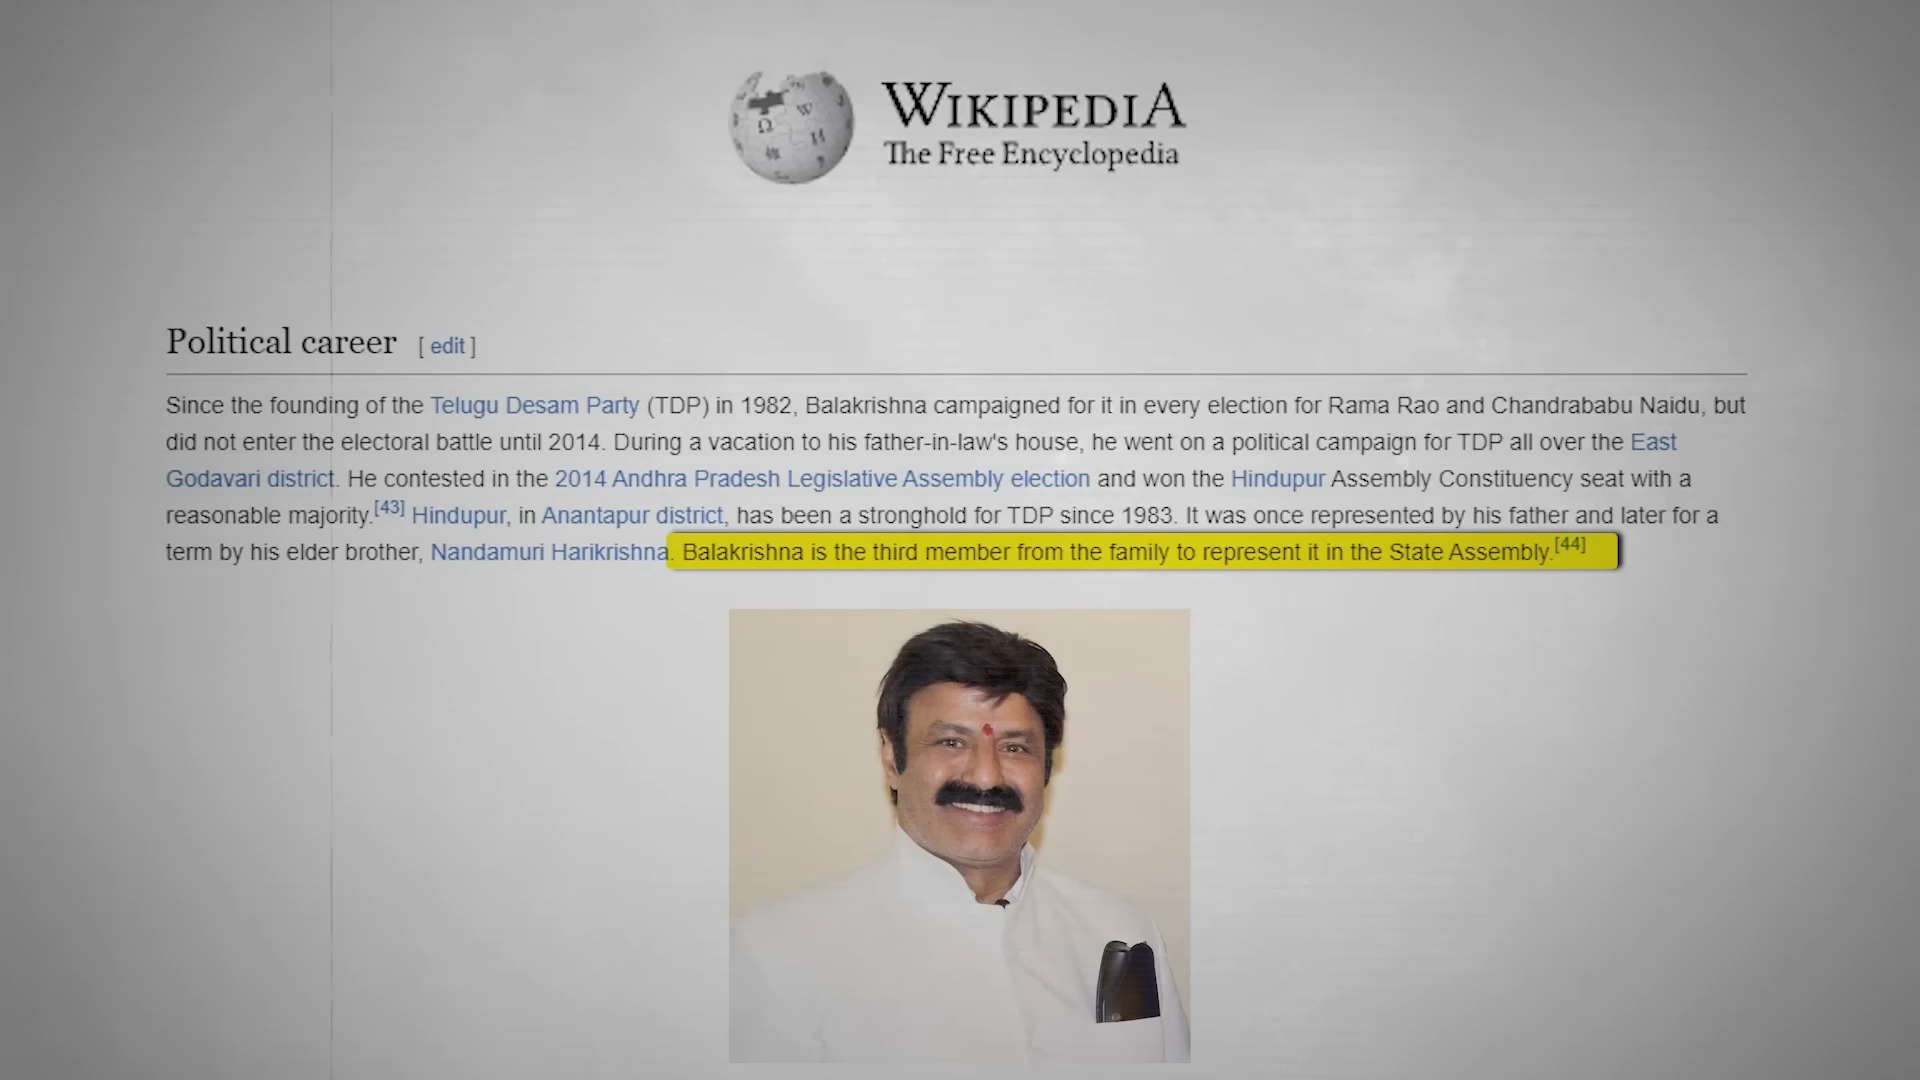 WIKIPEDIA
The Free Encyclopedia
Political career [ edit ]
Since the founding of the Telugu Desam Party (TDP) in 1982, Balakrishna campaigned for it in every election for Rama Rao and Chandrababu Naidu, but
did not enter the electoral battle until 2014. During a vacation to his father-in-law's house, he went on a political campaign for TDP all over the East
Godavari district. He contested in the 2014 Andhra Pradesh Legislative Assembly election and won the Hindupur Assembly Constituency seat with a
reasonable majority.[43] Hindupur, in Anantapur district, has been a stronghold for TDP since 1983. It was once represented by his father and later for a
term by his elder brother, Nandamuri Harikrishna. Balakrishna is the third member from the family to represent it in the State Assembly.[44]